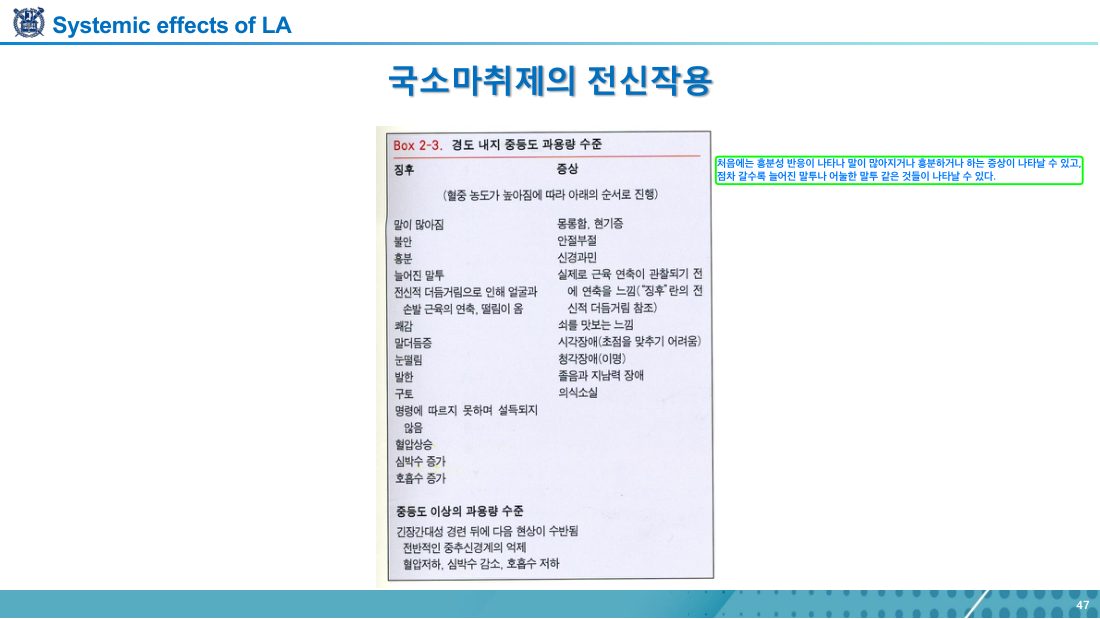 Systemic effects of LA
국소마취제의 전신작용
Box 2-3. 경도 내지 중등도 과용량 수준
징후 증상
(혈중 농도가 높아짐에 따라 아래의 순서로 진행)
말이 많아짐 몽롱함, 현기증
불안 안절부절
흥분 신경과민
늘어진 말투 실제로 근육 연축이 관찰되기 전
전신적 더듬거림으로 인해 얼굴과 에 연축을 느낌("징후"란의 전
손발 근육의 연축, 떨림이 옴 신적 더듬거림 참조)
쾌감 쇠를 맛보는 느낌
말더듬증 시각장애(초점을 맞추기 어려움)
눈떨림 청각장애(이명)
발한 졸음과 지남력 장애
구토 의식소실
명령에 따르지 못하며 설득되지
않음
혈압상승
심박수 증가
호흡수 증가
중등도 이상의 과용량 수준
긴장간대성 경련 뒤에 다음 현상이 수반됨
전반적인 중추신경계의 억제
혈압저하, 심박수 감소, 호흡수 저하
처음에는 흥분성 반응이 나타나 말이 많아지거나 흥분하거나 하는 증상이 나타날 수 있고,
점차 갈수록 늘어진 말투나 어눌한 말투 같은 것들이 나타날 수 있다.
47